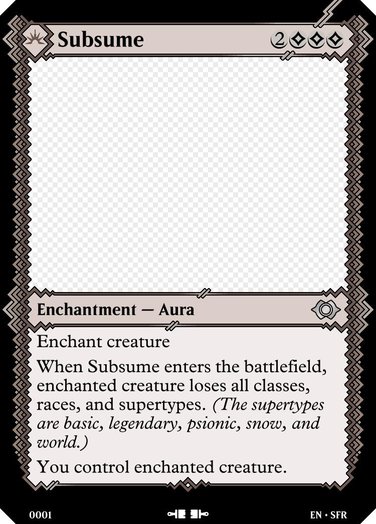 Subsume 2
Enchantment — Aura
Enchant creature
When Subsume enters the battlefield,
enchanted creature loses all classes,
races, and supertypes. (The supertypes
are basic, legendary, psionic, snow, and
world.)
You control enchanted creature.
0001 EN • SFR